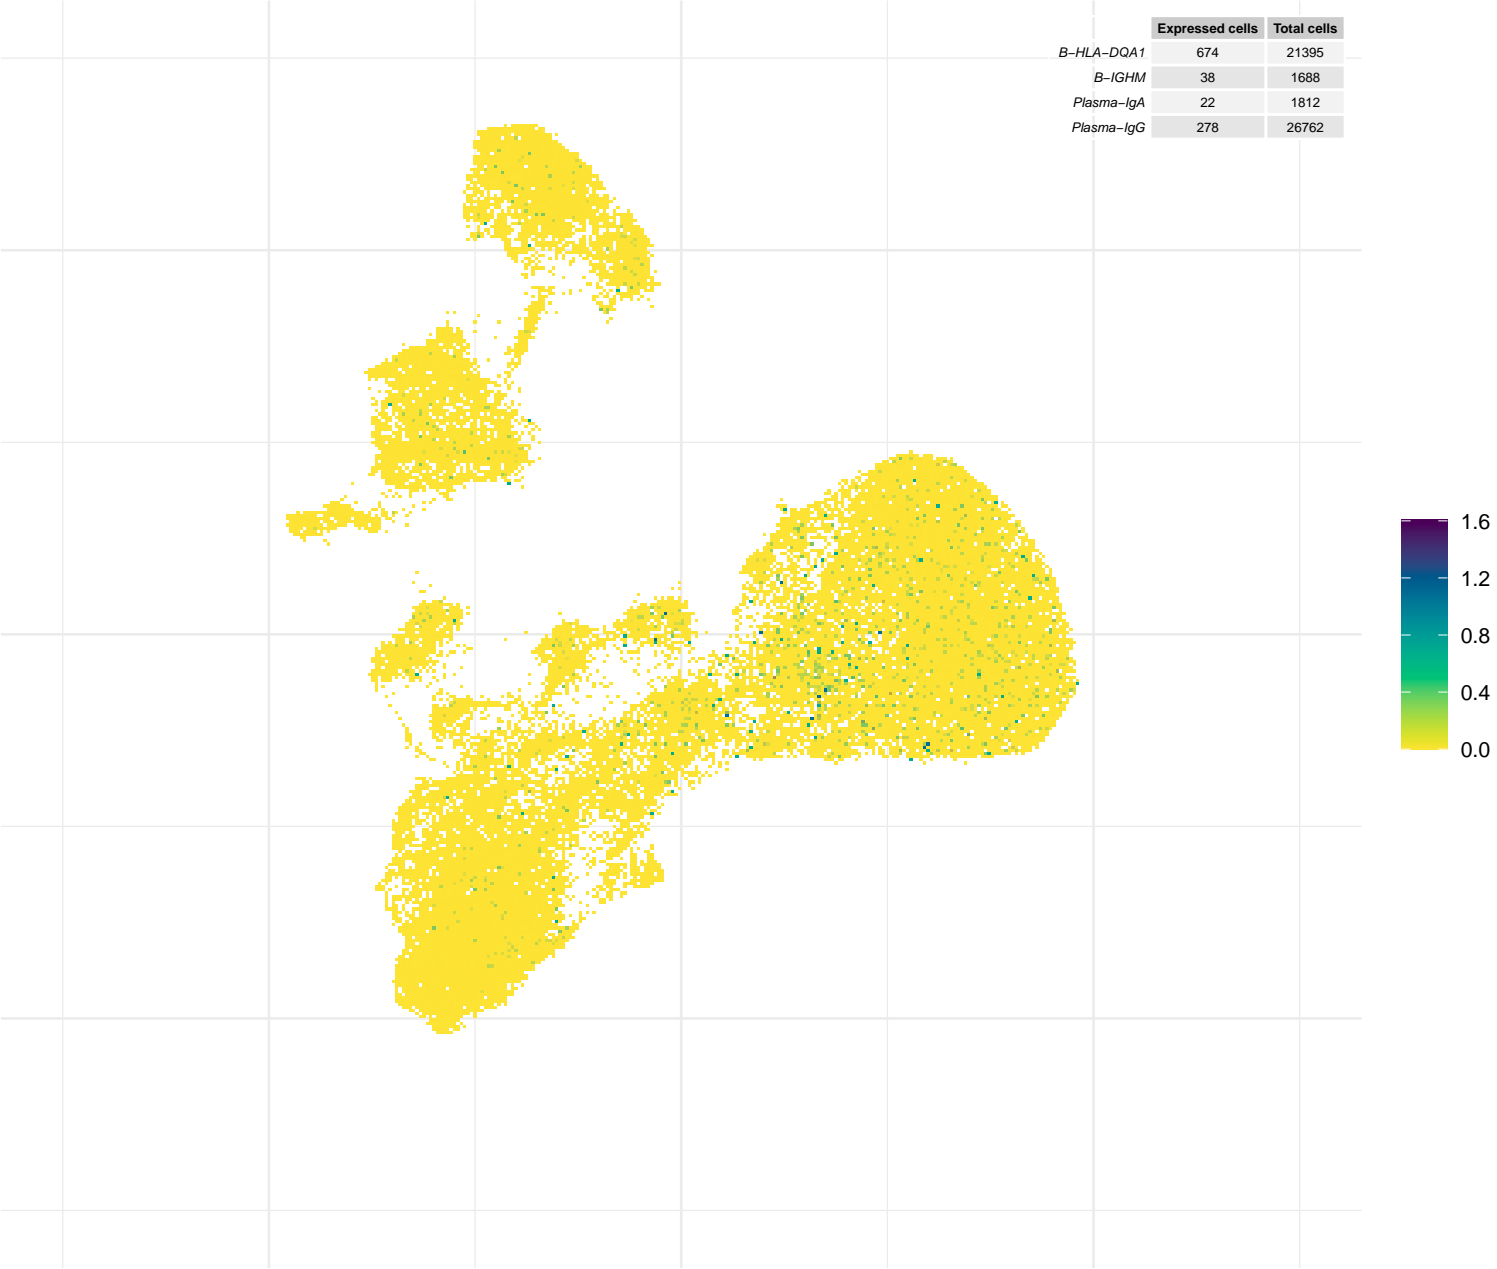 Expressed cells Total cells
B−HLA−DQA1 674 21395
B−IGHM 38 1688
Plasma−IgA 22 1812
Plasma−IgG 278 26762
1.6
1.2
0.8
0.4
0.0